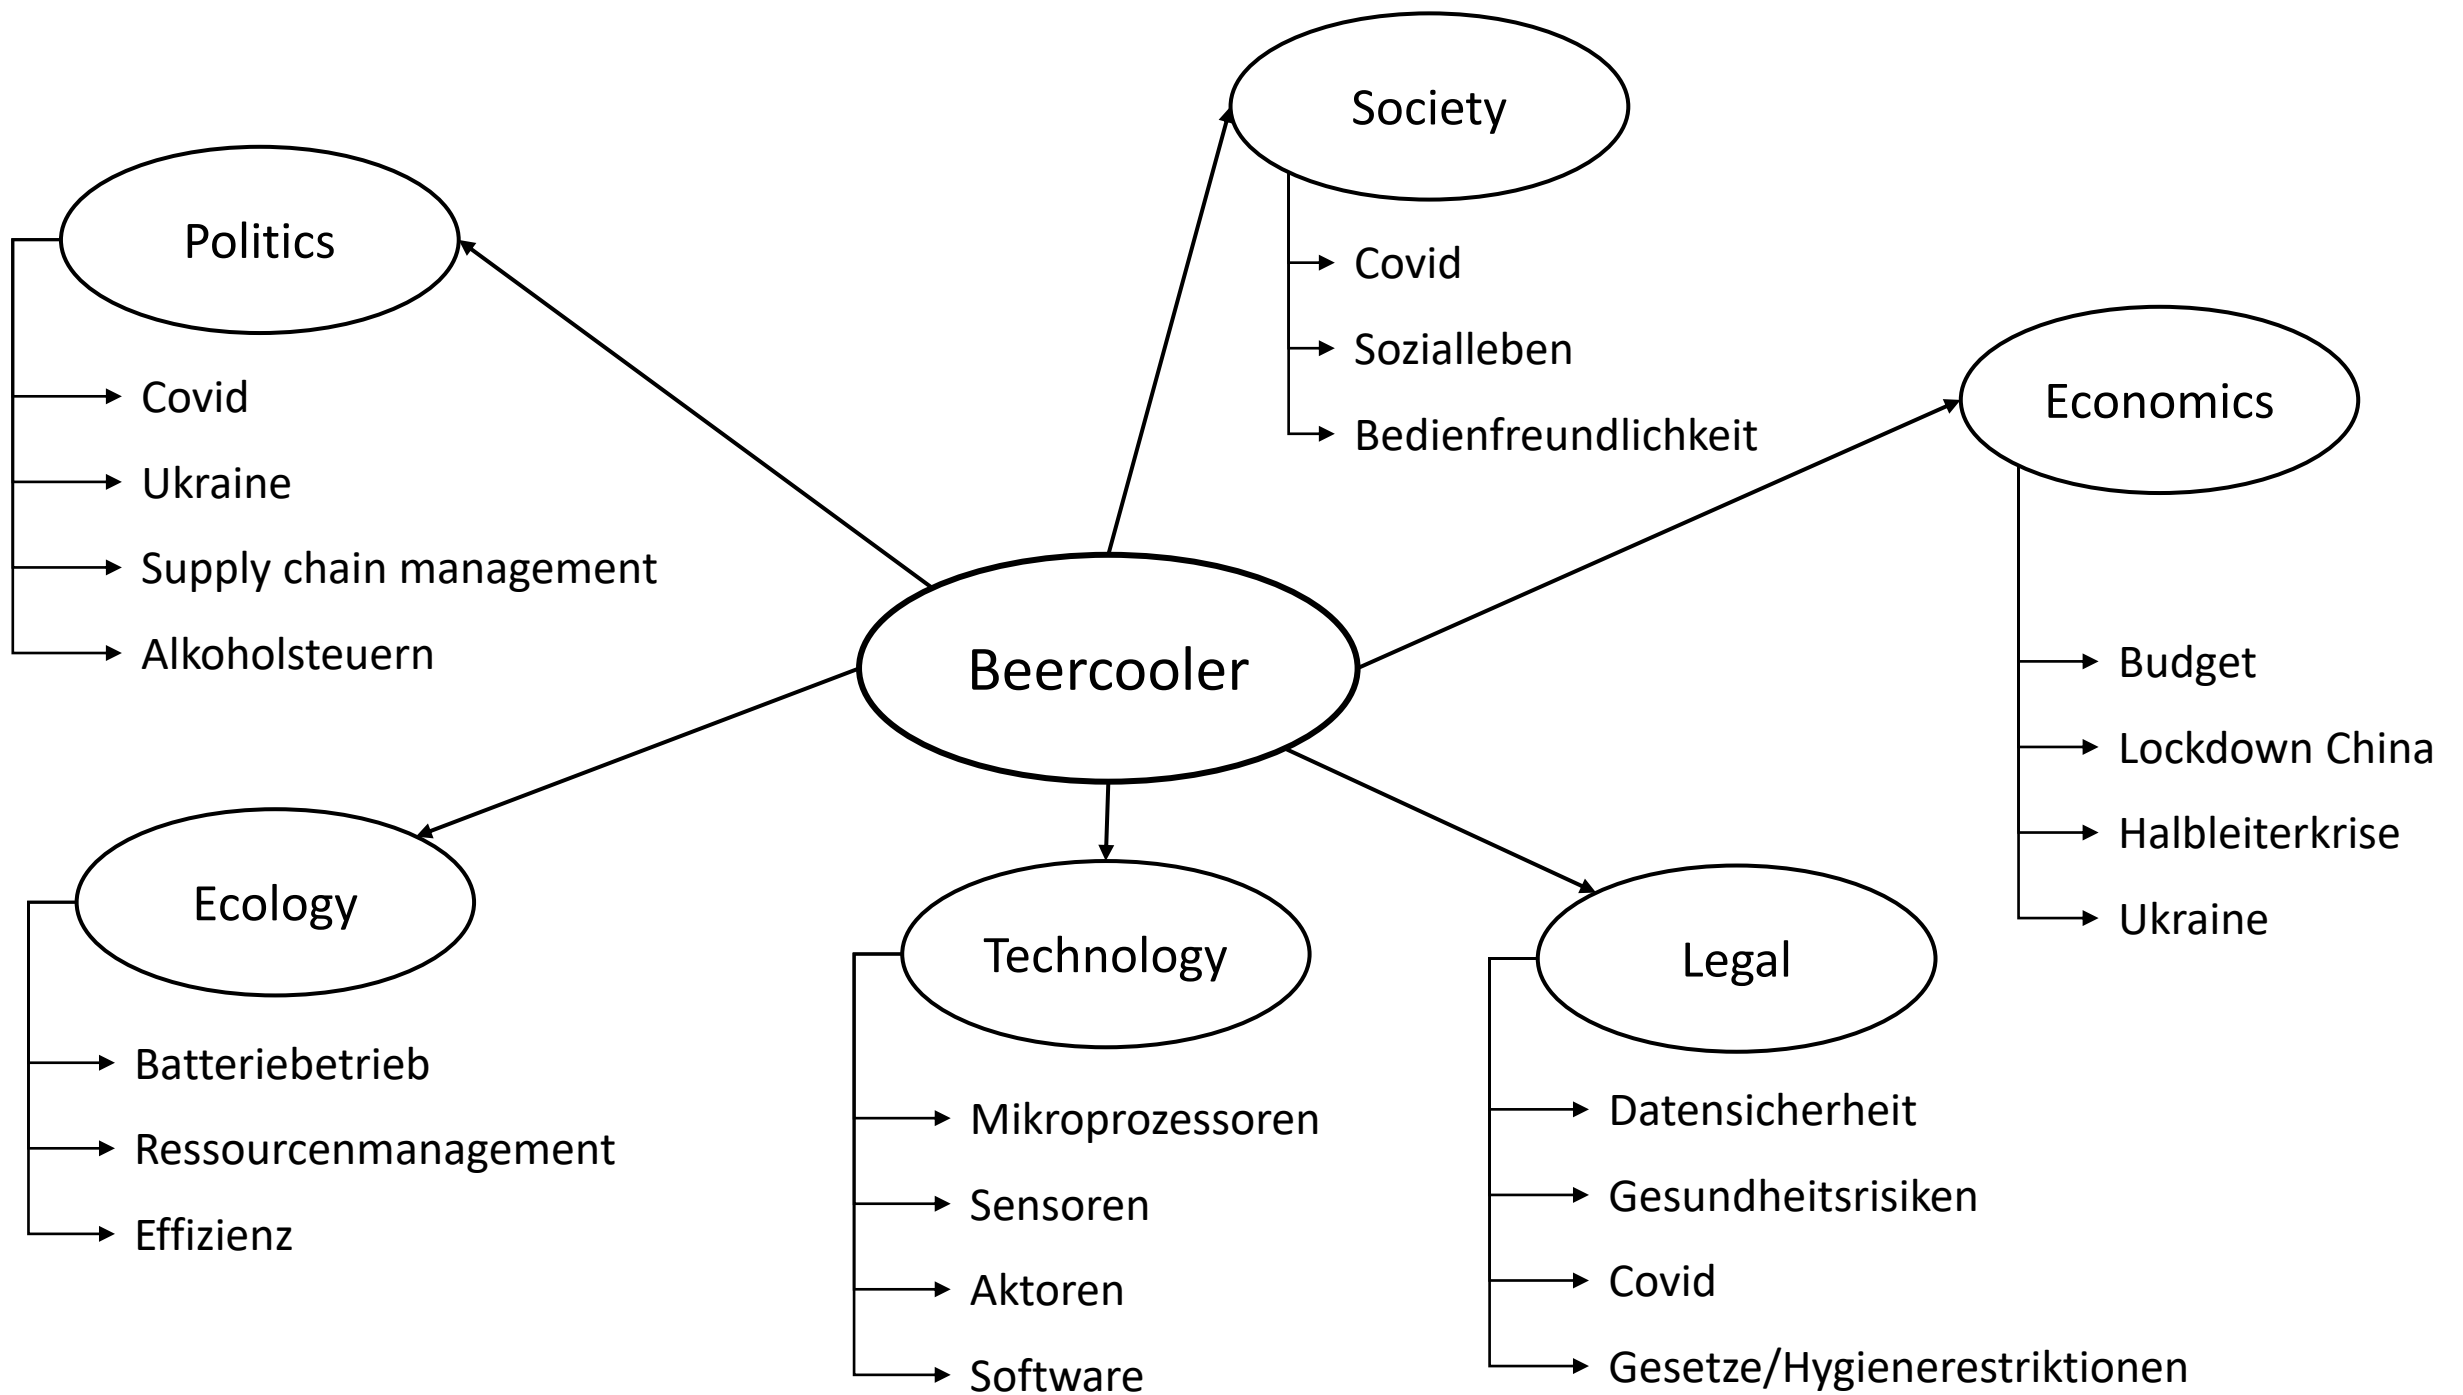 Society
Covid
Sozialleben
Bedienfreundlichkeit
Politics
Covid
Ukraine
Supply chain management
Alkoholsteuern
Economics
Budget
Lockdown China
Halbleiterkrise
Ukraine
Beercooler
Ecology
Batteriebetrieb
Ressourcenmanagement
Effizienz
Technology
Mikroprozessoren
Sensoren
Aktoren
Software
Legal
Datensicherheit
Gesundheitsrisiken
Covid
Gesetze/Hygienerestriktionen